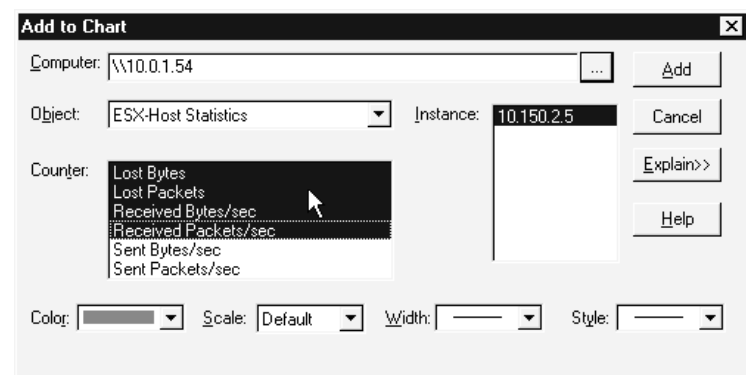 Add to Chart
Computer: \\10.0.1.54 ... Add
Object: ESX-Host Statistics Instance: 10.150.2.5 Cancel
Counter: Lost Bytes Explain>>
Lost Packets
Received Bytes/sec
Received Packets/sec Help
Sent Bytes/sec
Sent Packets/sec
Color: Scale: Default Width: Style: